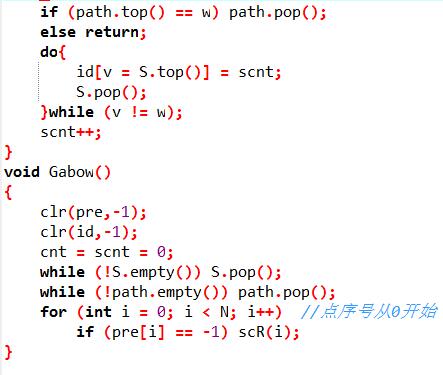 if (path.top() == w) path.pop();
else return;
do{
id[v = S.top()] = scnt;
S.pop();
}while (v != w);
scnt++;
}
void Gabow()
{
clr(pre,-1);
clr(id,-1);
cnt = scnt = 0;
while (!S.empty()) S.pop();
while (!path.empty()) path.pop();
for (int i = 0; i < N; i++)  //点序号从0开始
if (pre[i] == -1) scR(i);
}